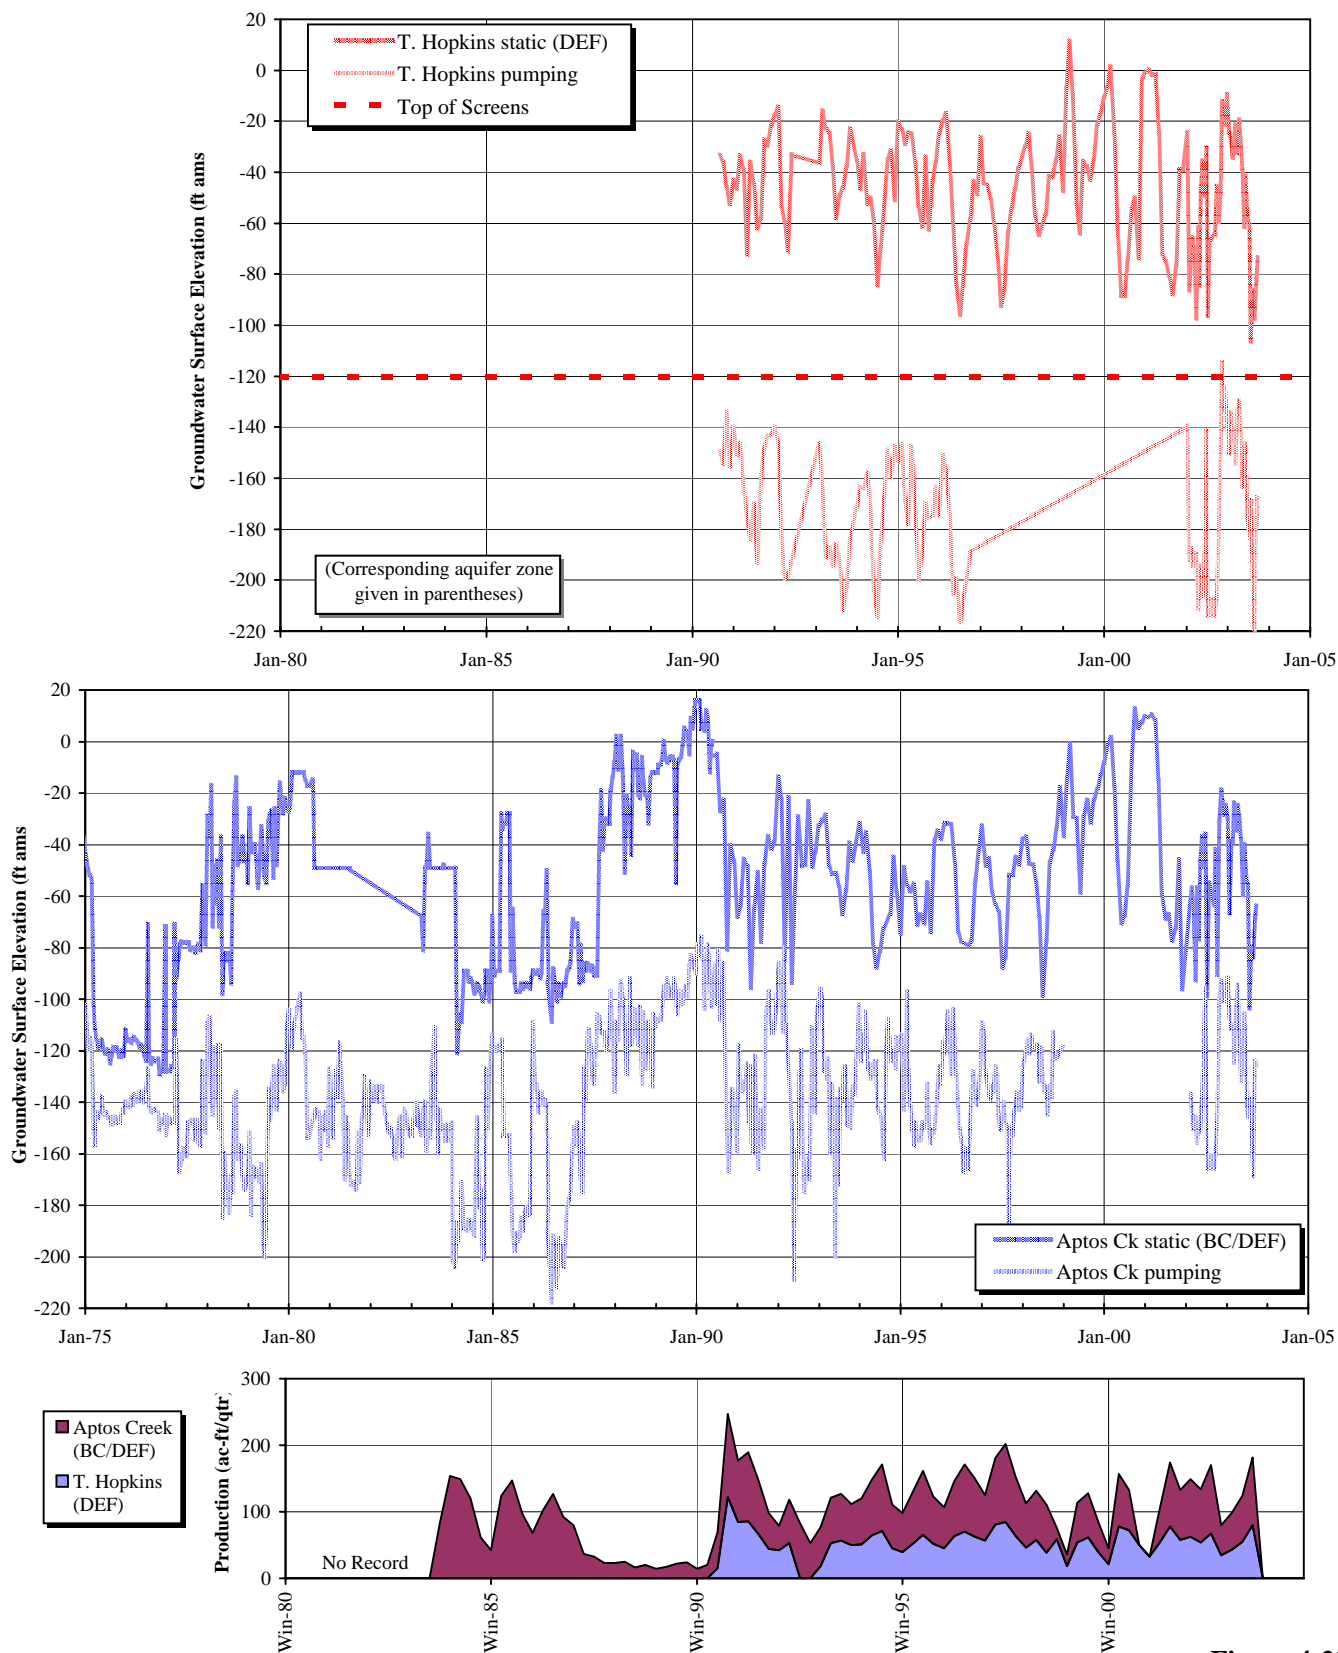 20
0
-20
-40
-60
-80
-100
-120
-140
-160
-180
-200
-220
Groundwater Surface Elevation (ft ams
T. Hopkins static (DEF)
T. Hopkins pumping
Top of Screens
(Corresponding aquifer zone
given in parentheses)
Jan-80 Jan-85 Jan-90 Jan-95 Jan-00 Jan-05
20
0
-20
-40
-60
-80
-100
-120
-140
-160
-180
-200
-220
Groundwater Surface Elevation (ft ams
Aptos Ck static (BC/DEF)
Aptos Ck pumping
Jan-75 Jan-80 Jan-85 Jan-90 Jan-95 Jan-00 Jan-05
Aptos Creek
(BC/DEF)
T. Hopkins
(DEF)
Production (ac-ft/qtr)
300
200
100
0
No Record
Win-80
Win-85
Win-90
Win-95
Win-00